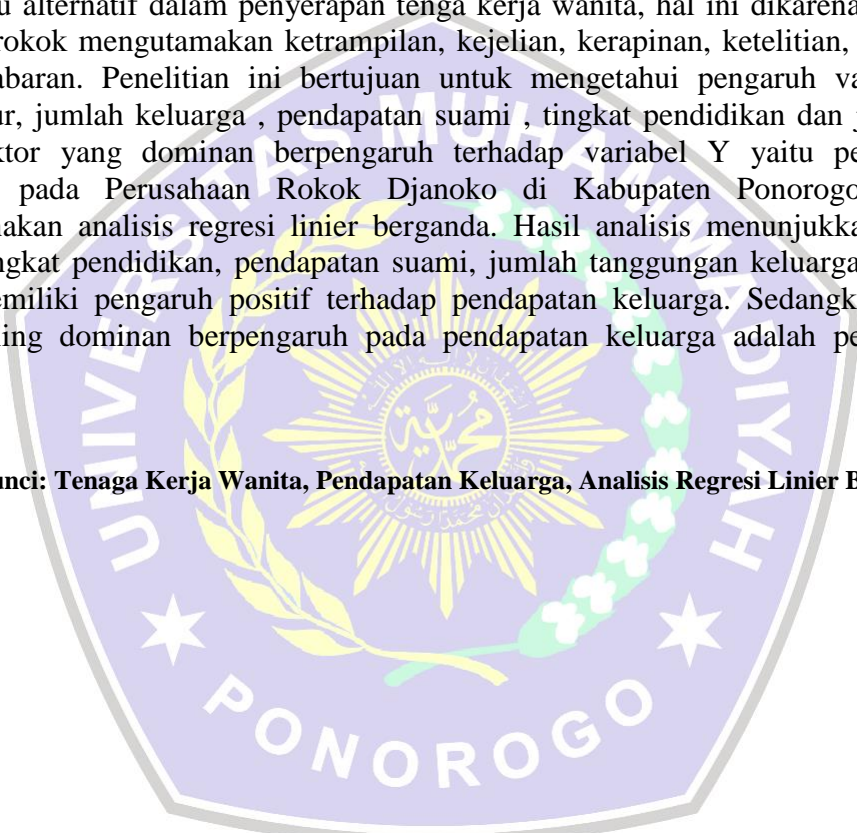 u alternatif dalam penyerapan tenga kerja wanita, hal ini dikarena
rokok mengutamakan ketrampilan, kejelian, kerapinan, ketelitian,
abaran. Penelitian ini bertujuan untuk mengetahui pengaruh va
ur, jumlah keluarga , pendapatan suami , tingkat pendidikan dan j
ktor yang dominan berpengaruh terhadap variabel Y yaitu pe
pada Perusahaan Rokok Djanoko di Kabupaten Ponorogo
nakan analisis regresi linier berganda. Hasil analisis menunjukka
ngkat pendidikan, pendapatan suami, jumlah tanggungan keluarga
emiliki pengaruh positif terhadap pendapatan keluarga. Sedangk
ling dominan berpengaruh pada pendapatan keluarga adalah pe
unci: Tenaga Kerja Wanita, Pendapatan Keluarga, Analisis Regresi Linier B
UNIVERSITAS MUHAMMADIYAH
PONOROGO